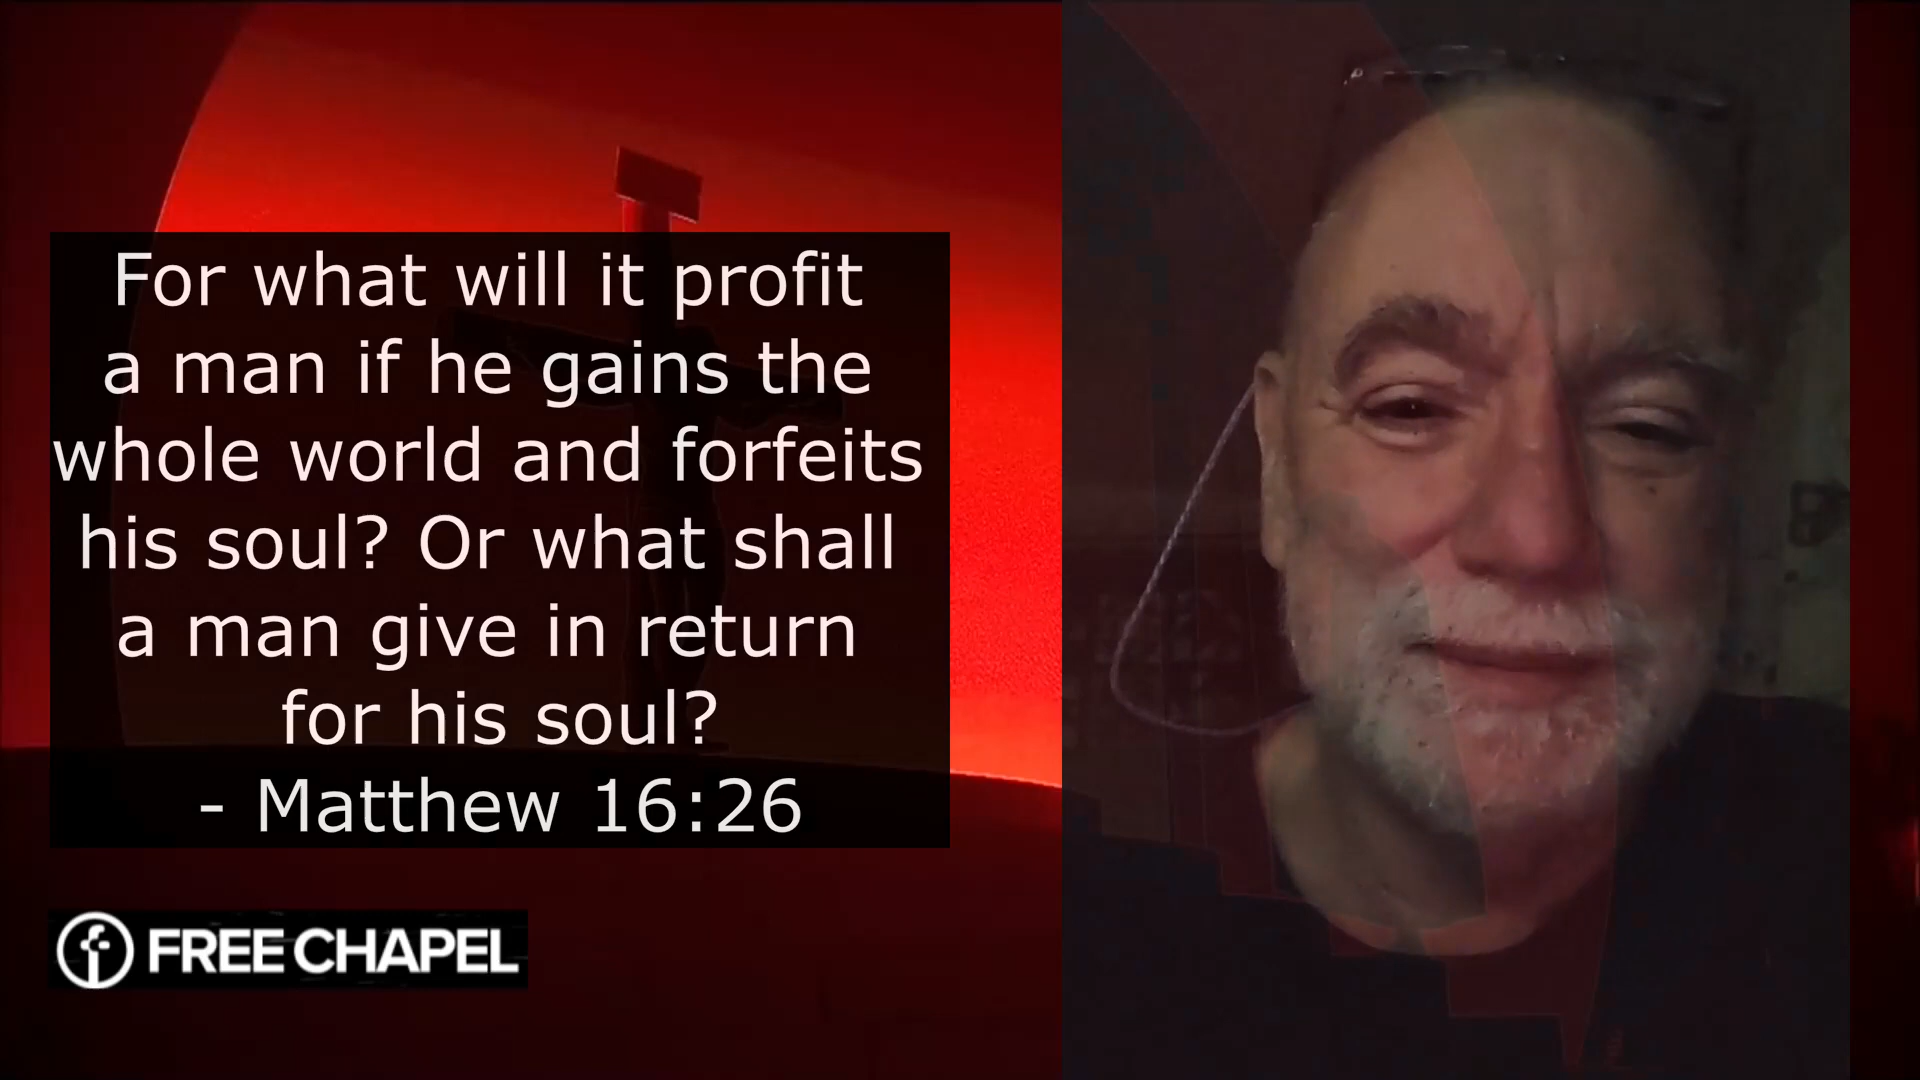 For what will it profit
a man if he gains the
whole world and forfeits
his soul? Or what shall
a man give in return
for his soul?
- Matthew 16:26
FREE CHAPEL